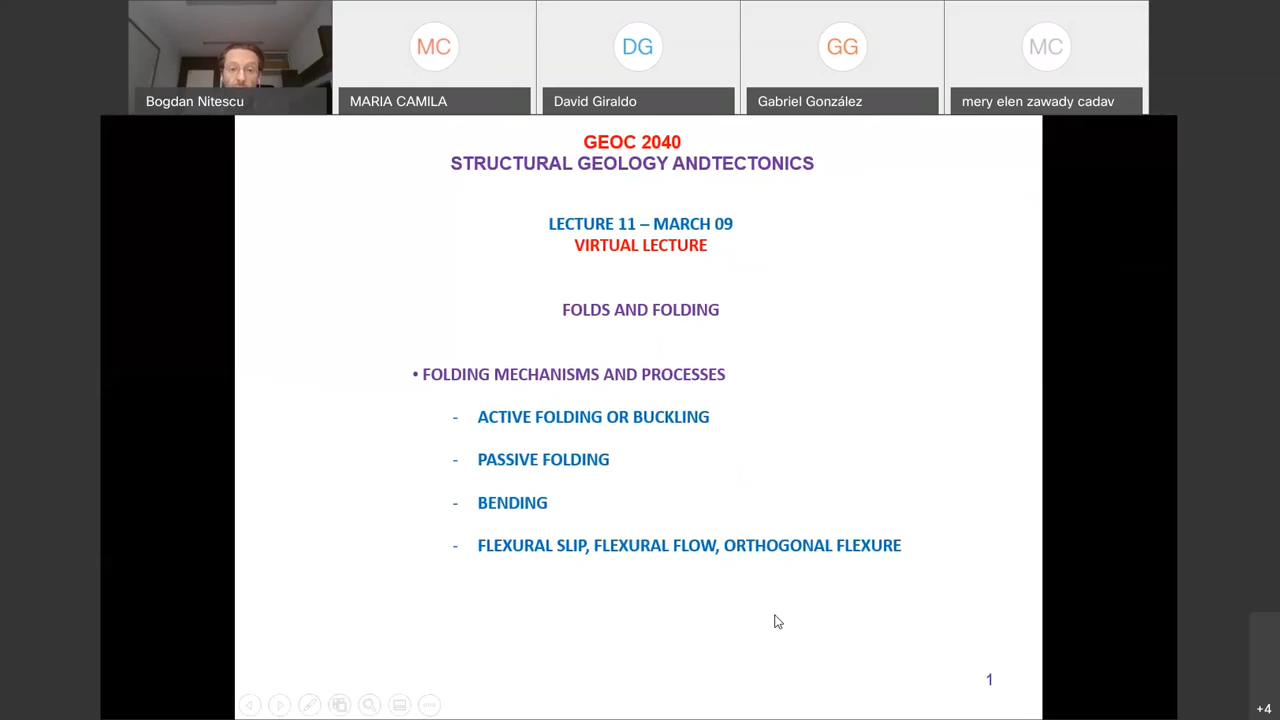 MC
DG
GG
MC
Bogdan Nitescu
MARIA CAMILA
David Giraldo
Gabriel González
mery elen zawady cadav
GEOC 2040
STRUCTURAL GEOLOGY ANDTECTONICS
LECTURE 11 – MARCH 09
VIRTUAL LECTURE
FOLDS AND FOLDING
• FOLDING MECHANISMS AND PROCESSES
- ACTIVE FOLDING OR BUCKLING
- PASSIVE FOLDING
- BENDING
- FLEXURAL SLIP, FLEXURAL FLOW, ORTHOGONAL FLEXURE
1
+4